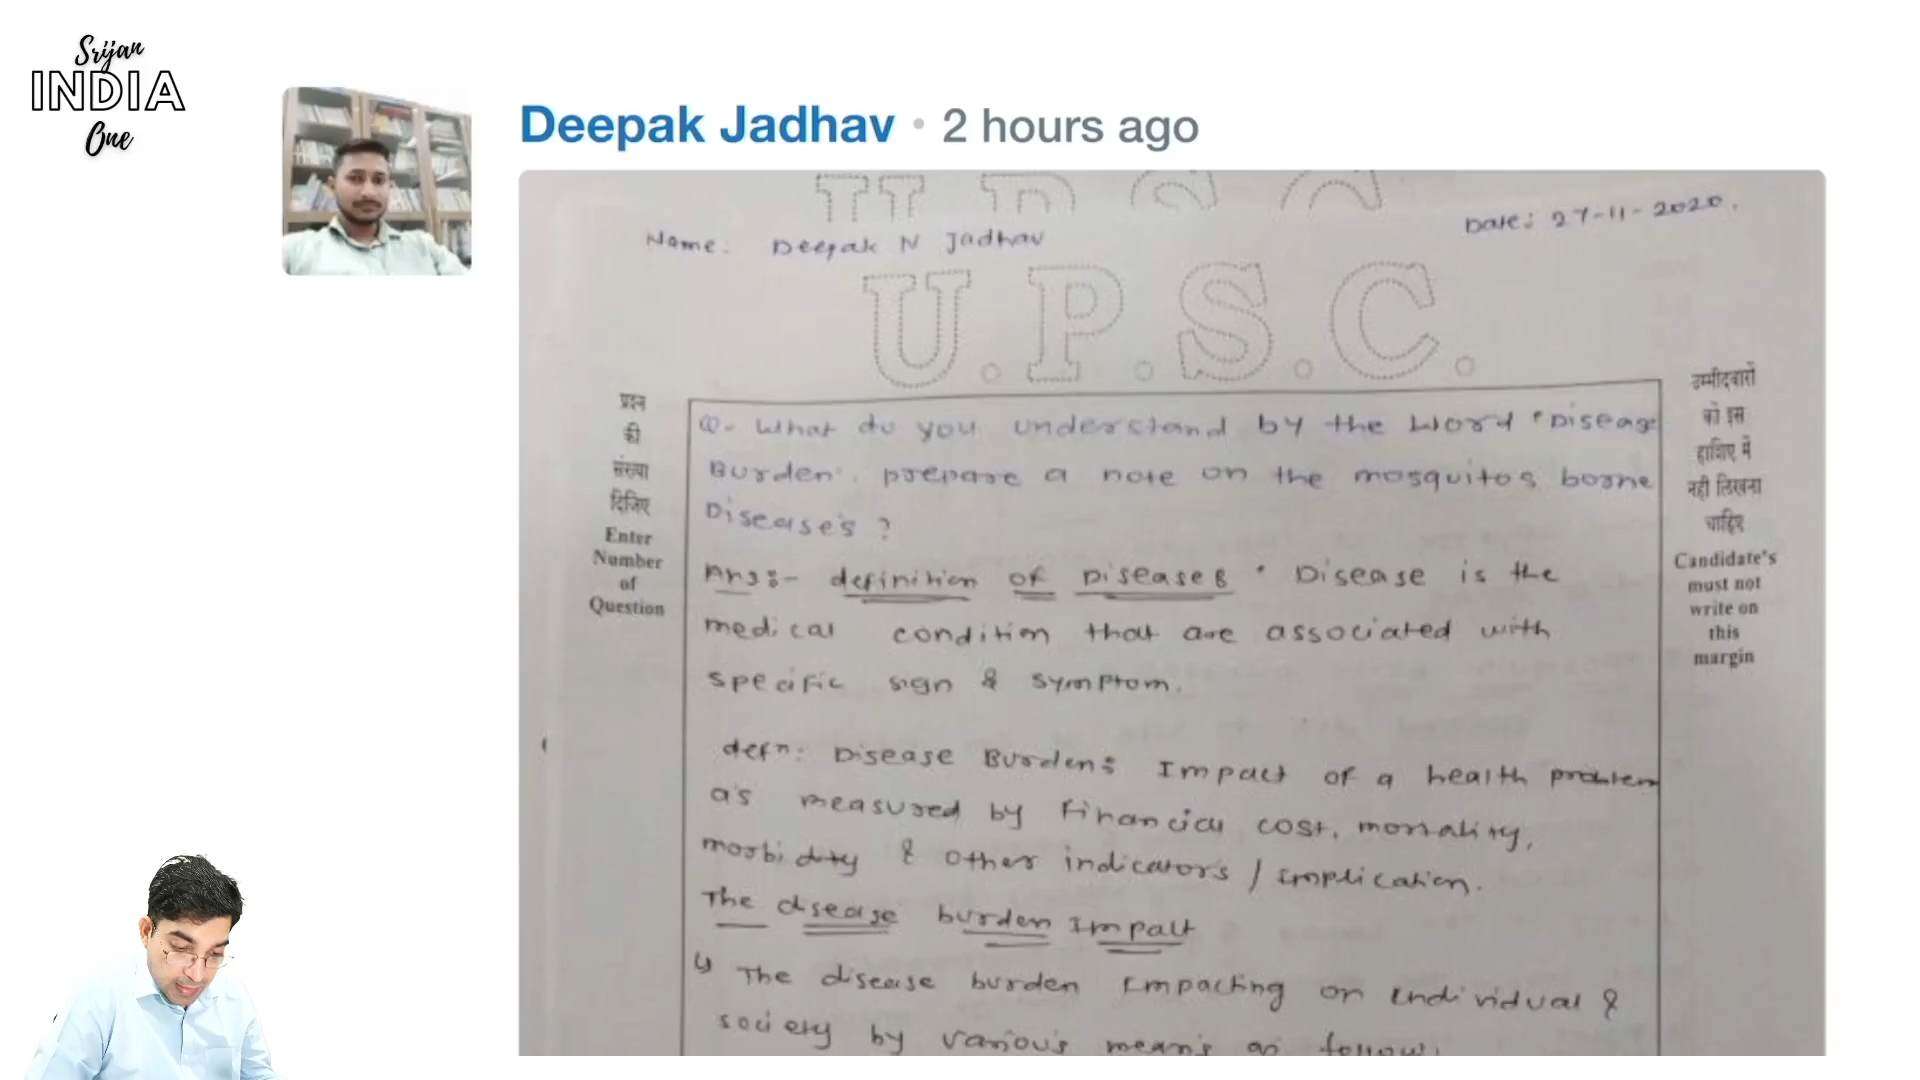 Srijan
INDIA
One
Deepak Jadhav • 2 hours ago
U P S C
Name: Deepak N Jadhav
Date: 27-11-2020.
U.P.S.C.
प्रश्न
की
संख्या
दिजिए
Enter
Number
of
Question
Q- What do you understand by the word 'Disease
Burden'. prepare a note on the mosquitos borne
Disease's ?
Ans:- definition of Disease: Disease is the
medical condition that are associated with
specific sign & symptom.
defn: Disease Burden: Impact of a health problem
as measured by financial cost, mortality,
morbidity & other indicators / implication.
The disease burden impact
The disease burden impacting on individual &
society by various means as follow:
उम्मीदवारों
को इस
हाशिए में
नही लिखना
चाहिए
Candidate's
must not
write on
this
margin